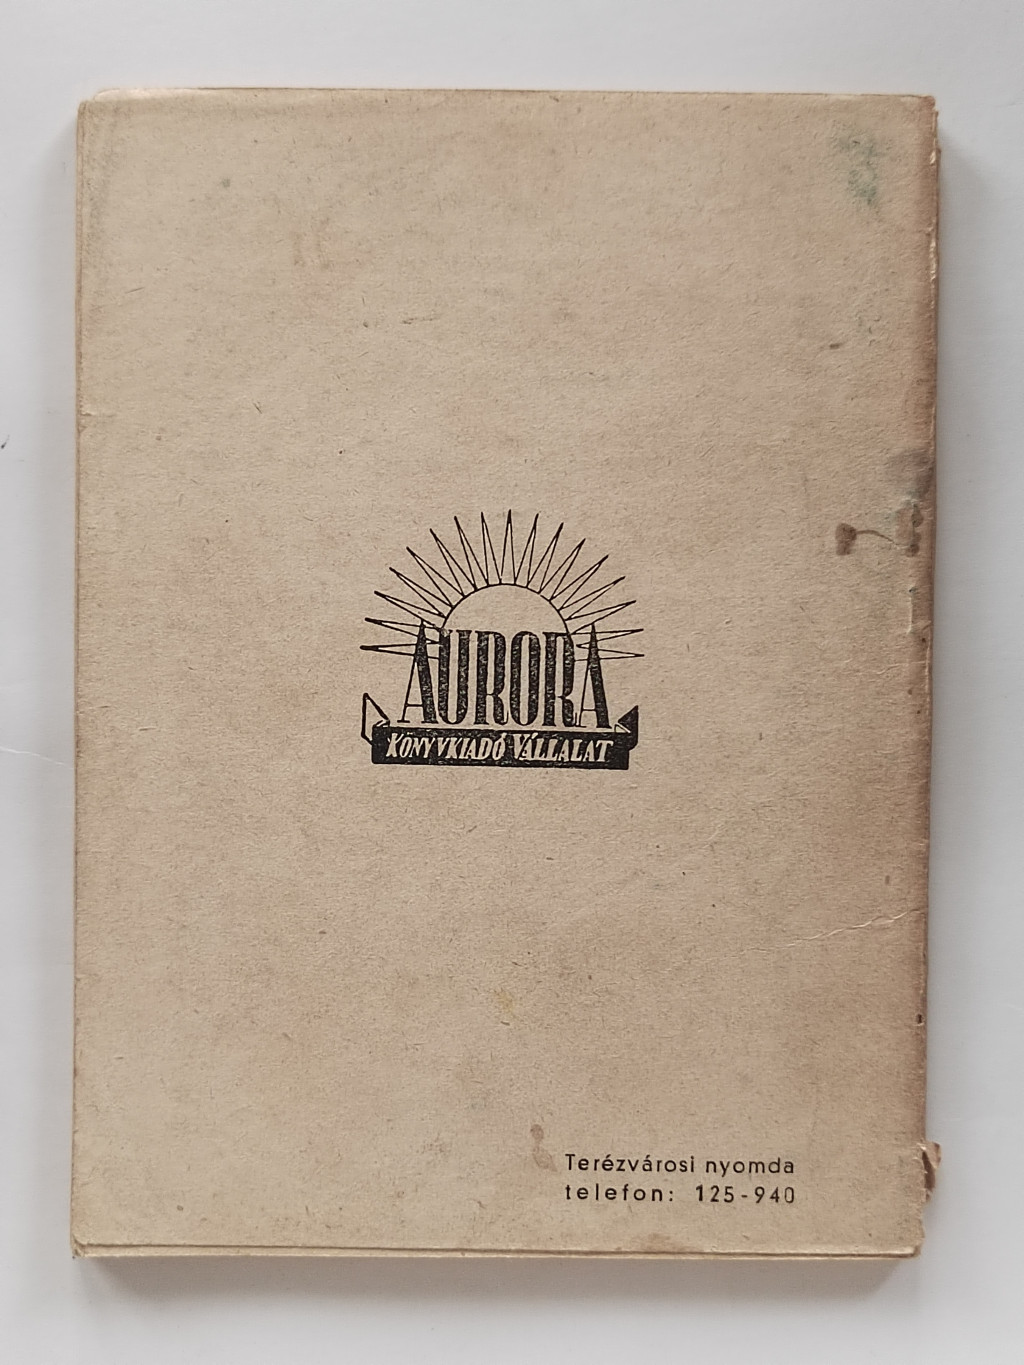 AURORA
KÖNYVKIADÓ VÁLLALAT
Terézvárosi nyomda
telefon: 125-940